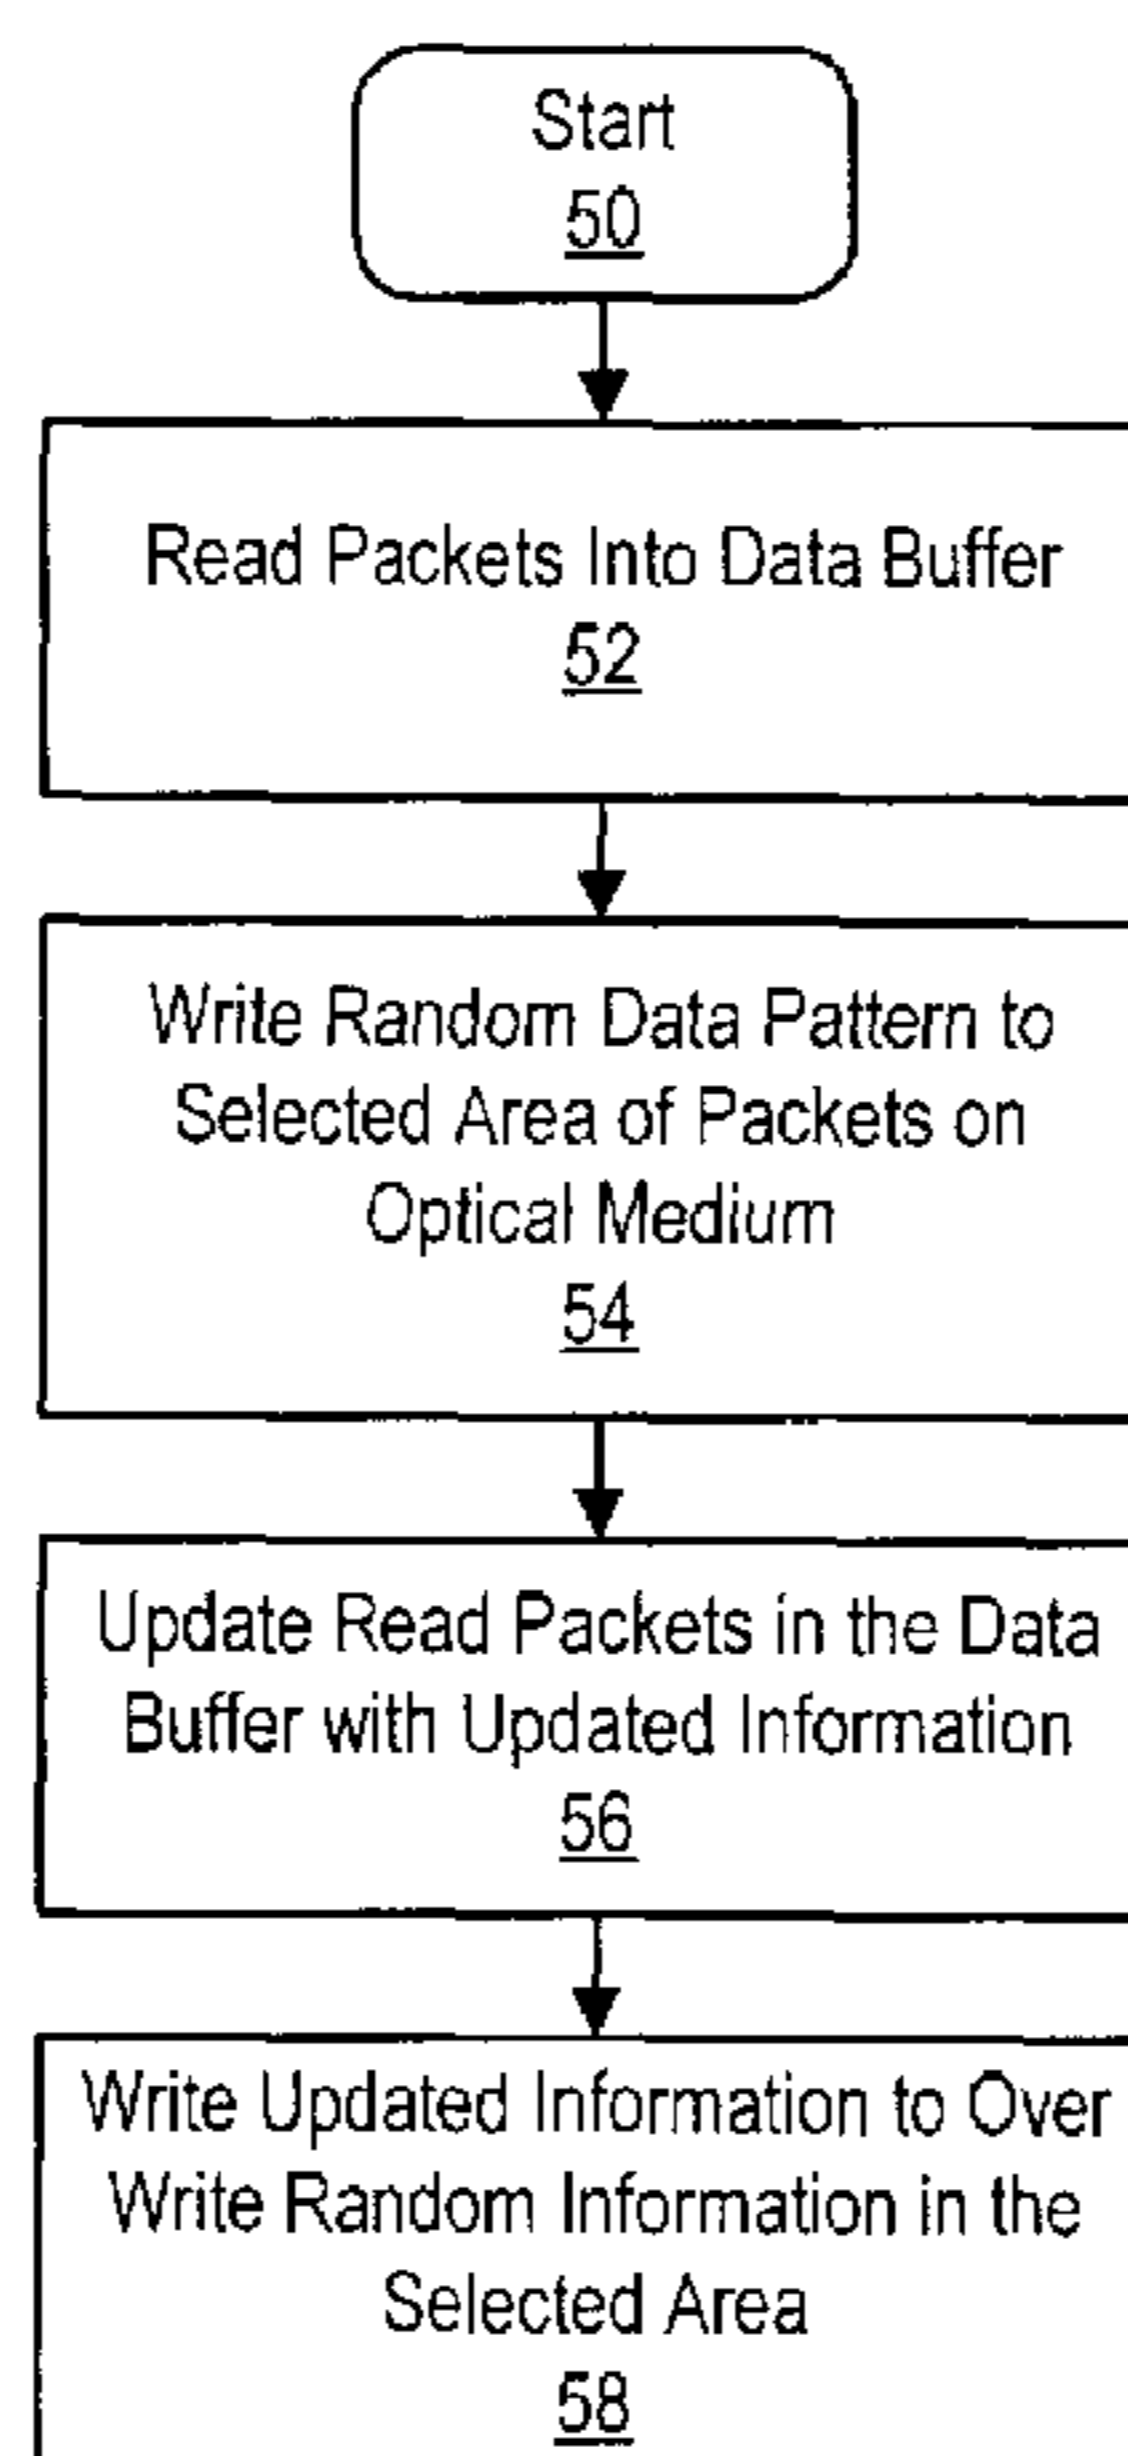 Start
50
Read Packets Into Data Buffer
52
Write Random Data Pattern to
Selected Area of Packets on
Optical Medium
54
Update Read Packets in the Data
Buffer with Updated Information
56
Write Updated Information to Over
Write Random Information in the
Selected Area
58